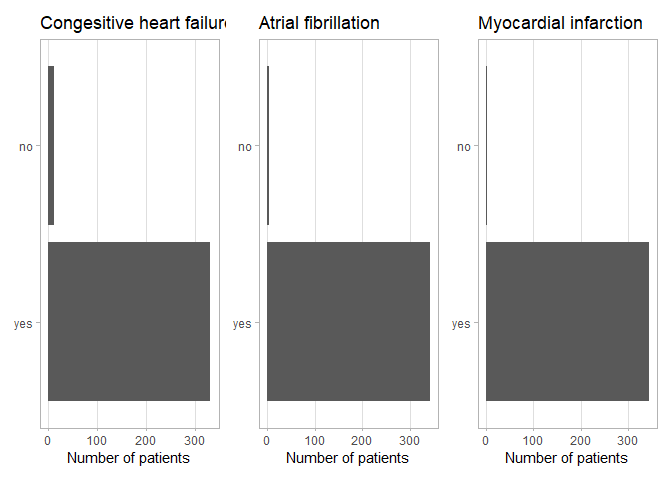 Congesitive heart failure
no
yes
0 100 200 300
Number of patients
Atrial fibrillation
no
yes
0 100 200 300
Number of patients
Myocardial infarction
no
yes
0 100 200 300
Number of patients